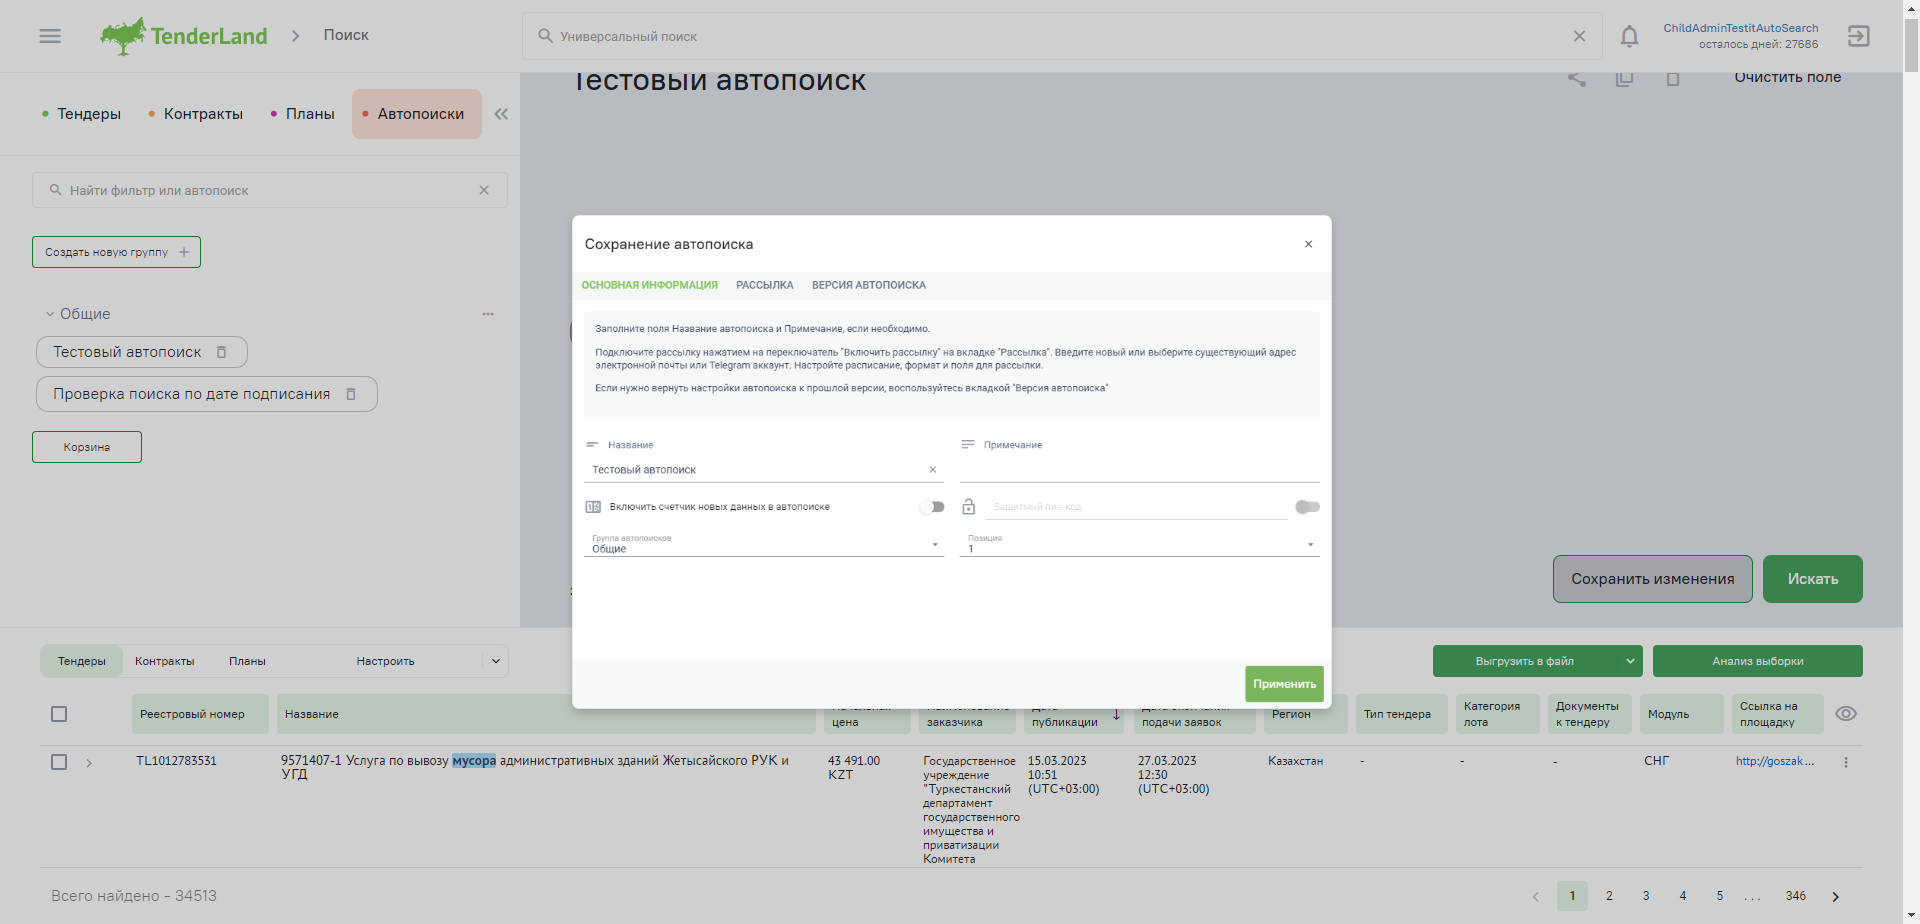 TenderLand
Поиск
Универсальный поиск
ChildAdminTestitAutoSearch
осталось дней: 27686
Тендеры
Контракты
Планы
Автопоиски
Тестовый автопоиск
Очистить поле
Найти фильтр или автопоиск
Создать новую группу
Общие
Тестовый автопоиск
Проверка поиска по дате подписания
Корзина
Сохранение автопоиска
ОСНОВНАЯ ИНФОРМАЦИЯ
РАССЫЛКА
ВЕРСИЯ АВТОПОИСКА
Заполните поля Название автопоиска и Примечание, если необходимо.
Подключите рассылку нажатием на переключатель "Включить рассылку" на вкладке "Рассылка". Введите новый или выберите существующий адрес
электронной почты или Telegram аккаунт. Настройте расписание, формат и поля для рассылки.
Если нужно вернуть настройки автопоиска к прошлой версии, воспользуйтесь вкладкой "Версия автопоиска"
Название
Примечание
Тестовый автопоиск
Включить счетчик новых данных в автопоиске
Защитный пин-код
Группа автопоисков
Общие
Позиция
1
Применить
Сохранить изменения
Искать
Тендеры
Контракты
Планы
Настроить
Выгрузить в файл
Анализ выборки
Реестровый номер
Название
Начальная
цена
Наименование
заказчика
Дата
публикации
Дата окончания
подачи заявок
Регион
Тип тендера
Категория
лота
Документы
к тендеру
Модуль
Ссылка на
площадку
TL1012783531
9571407-1 Услуга по вывозу мусора административных зданий Жетысайского РУК и
УГД
43 491.00
KZT
Государственное
учреждение
"Туркестанский
департамент
государственного
имущества и
приватизации
Комитета
15.03.2023
10:51
(UTC+03:00)
27.03.2023
12:30
(UTC+03:00)
Казахстан
-
-
-
СНГ
http://goszak...
Всего найдено - 34513
1 2 3 4 5 ... 346